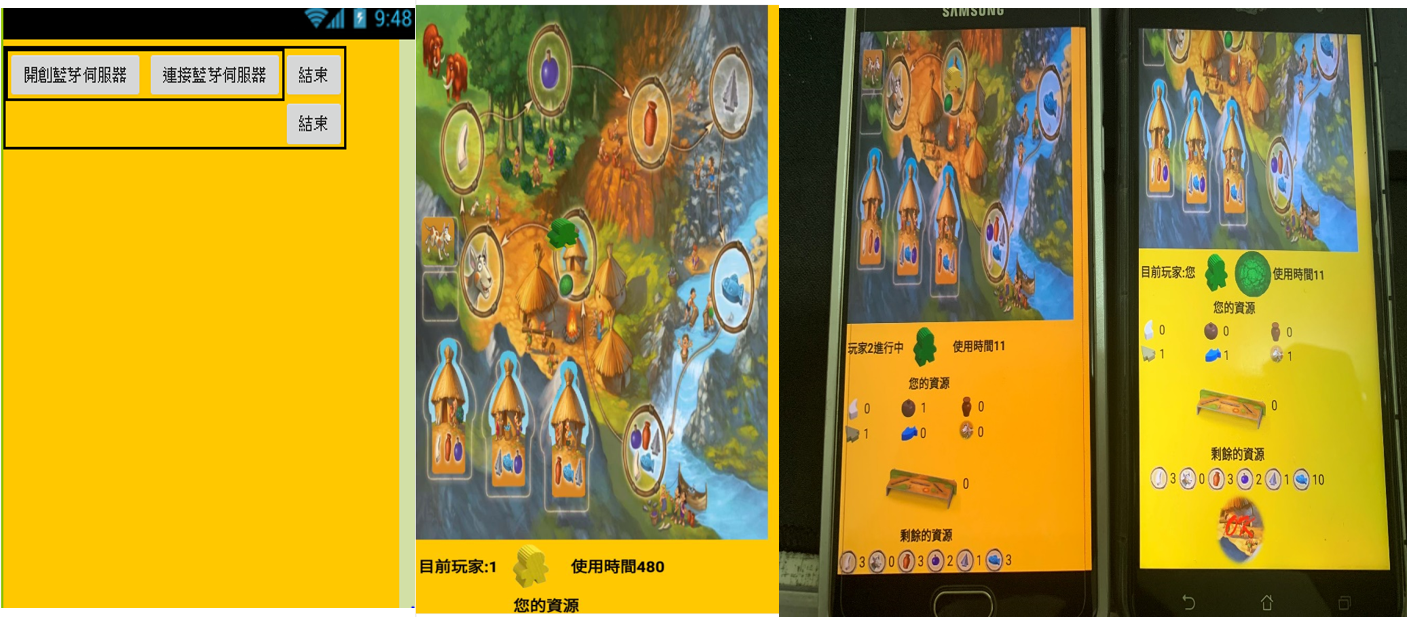 9:48
開創藍芽伺服器 連接藍芽伺服器 結束
結束
目前玩家:1 使用時間480
您的資源
SAMSUNG
玩家2進行中 使用時間11
您的資源
0 1 0
1 0 0
0
剩餘的資源
3 0 3 2 1 3
目前玩家:您 使用時間11
您的資源
0 0 0
1 1 1
0
剩餘的資源
3 0 3 2 1 10